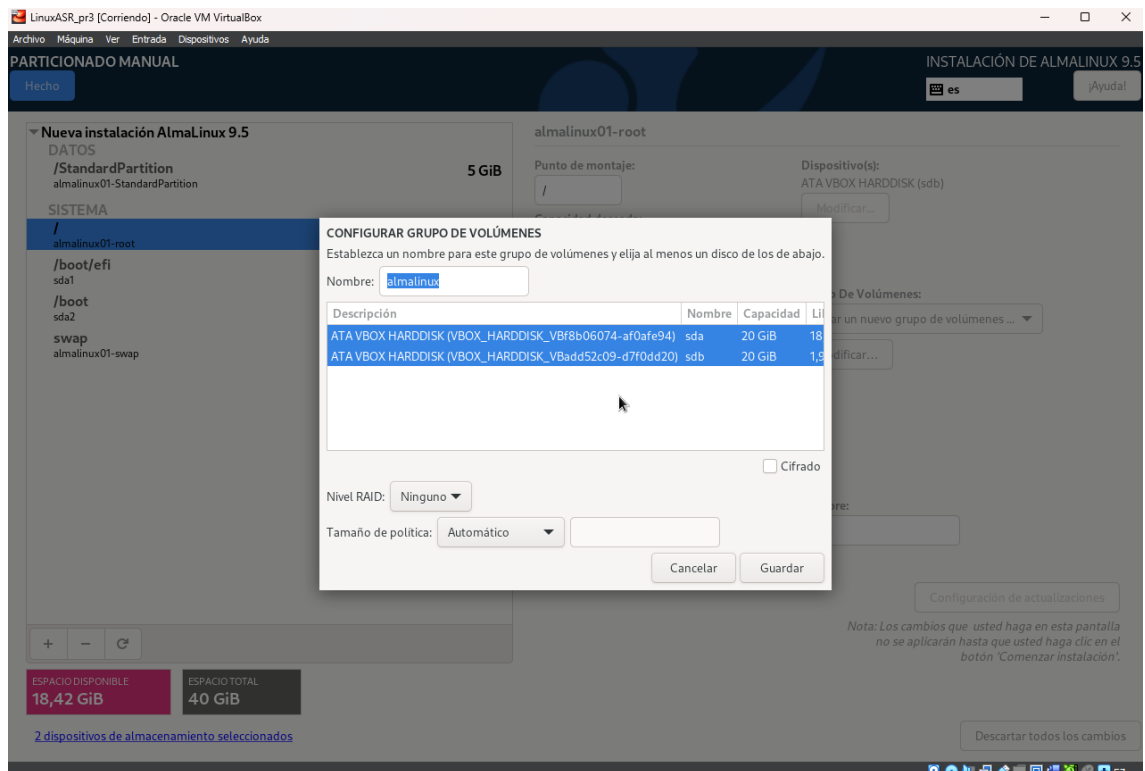 LinuxASR_pr3 [Corriendo] - Oracle VM VirtualBox
Archivo Máquina Ver Entrada Dispositivos Ayuda
PARTICIONADO MANUAL
INSTALACIÓN DE ALMALINUX 9.5
Hecho
es
¡Ayuda!
Nueva instalación AlmaLinux 9.5
DATOS
/StandardPartition
5 GiB
almalinux01-StandardPartition
SISTEMA
/
almalinux01-root
/boot/efi
sda1
/boot
sda2
swap
almalinux01-swap
almalinux01-root
Punto de montaje:
/
Dispositivo(s):
ATA VBOX HARDDISK (sdb)
Modificar...
CONFIGURAR GRUPO DE VOLÚMENES
Establezca un nombre para este grupo de volúmenes y elija al menos un disco de los de abajo.
Nombre: almalinux
Descripción Nombre Capacidad Li
ATA VBOX HARDDISK (VBOX_HARDDISK_VBf8b06074-af0afe94) sda 20 GiB 18
ATA VBOX HARDDISK (VBOX_HARDDISK_VBadd52c09-d7f0dd20) sdb 20 GiB 1,9
Cifrado
Nivel RAID: Ninguno
Tamaño de política: Automático
Cancelar Guardar
De Volúmenes:
ar un nuevo grupo de volúmenes ...
dificar...
re:
Configuración de actualizaciones
Nota: Los cambios que usted haga en esta pantalla
no se aplicarán hasta que usted haga clic en el
botón 'Comenzar instalación'.
+ −
ESPACIO DISPONIBLE
18,42 GiB
ESPACIO TOTAL
40 GiB
2 dispositivos de almacenamiento seleccionados
Descartar todos los cambios